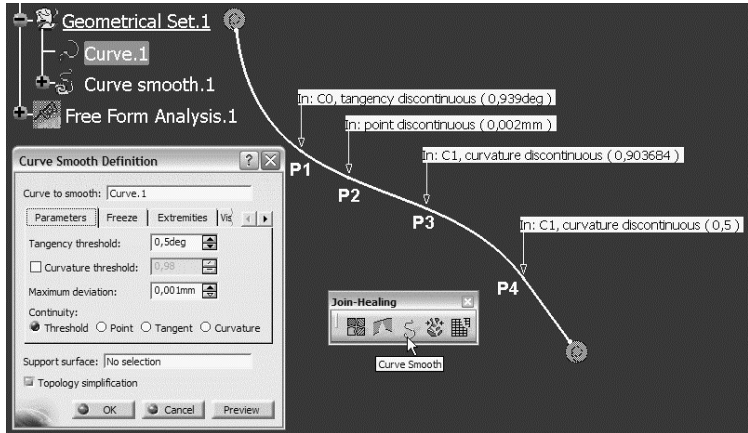 Geometrical Set.1
Curve.1
Curve smooth.1
Free Form Analysis.1
In: C0, tangency discontinuous ( 0,939deg )
In: point discontinuous ( 0,002mm )
In: C1, curvature discontinuous ( 0,903684 )
In: C1, curvature discontinuous ( 0,5 )
P1
P2
P3
P4
Curve Smooth Definition
Curve to smooth: Curve.1
Parameters Freeze Extremities Vis
Tangency threshold: 0,5deg
Curvature threshold: 0,98
Maximum deviation: 0,001mm
Continuity:
Threshold Point Tangent Curvature
Support surface: No selection
Topology simplification
OK Cancel Preview
Join-Healing
Curve Smooth